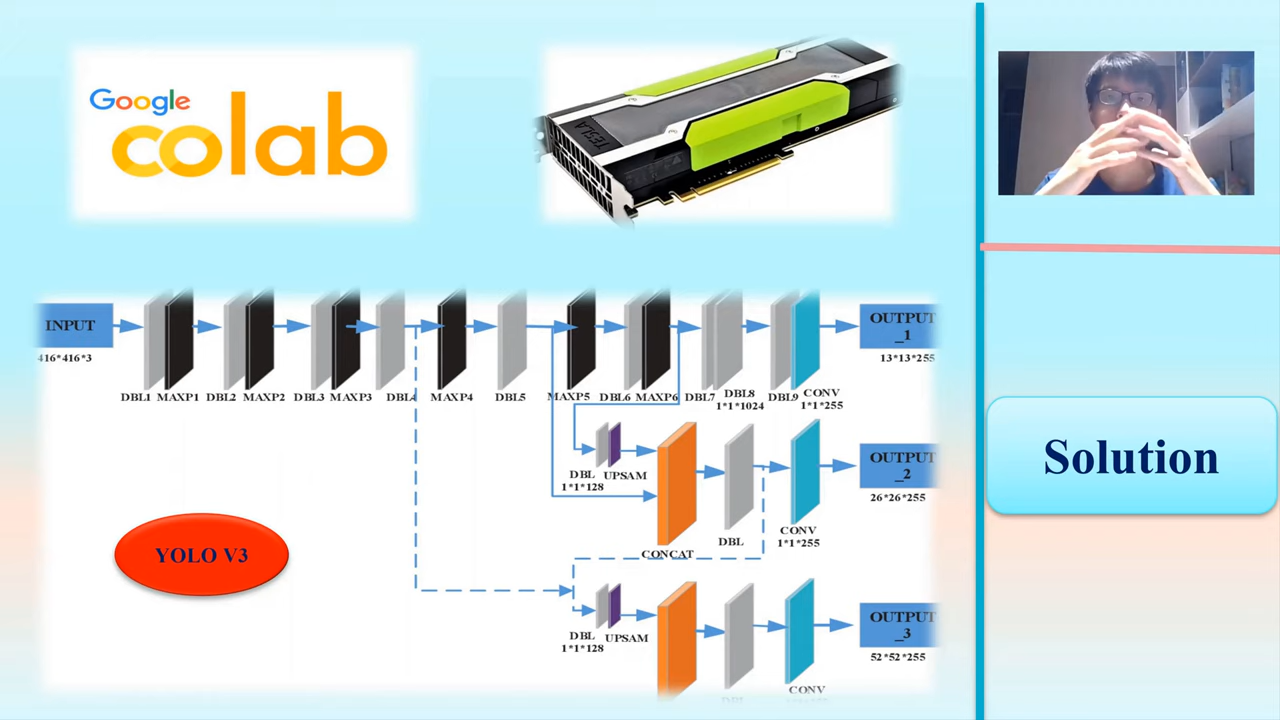 Google
colab
TESLA
INPUT
416*416*3
DBL1 MAXP1 DBL2 MAXP2 DBL3 MAXP3 DBL4 MAXP4 DBL5 MAXP5 DBL6 MAXP6 DBL7 DBL8 DBL9 CONV
1*1*1024 1*1*255
OUTPUT
_1
13*13*255
DBL UPSAM
1*1*128
CONCAT
DBL
CONV
1*1*255
OUTPUT
_2
26*26*255
YOLO V3
DBL UPSAM
1*1*128
CONV
OUTPUT
_3
52*52*255
Solution